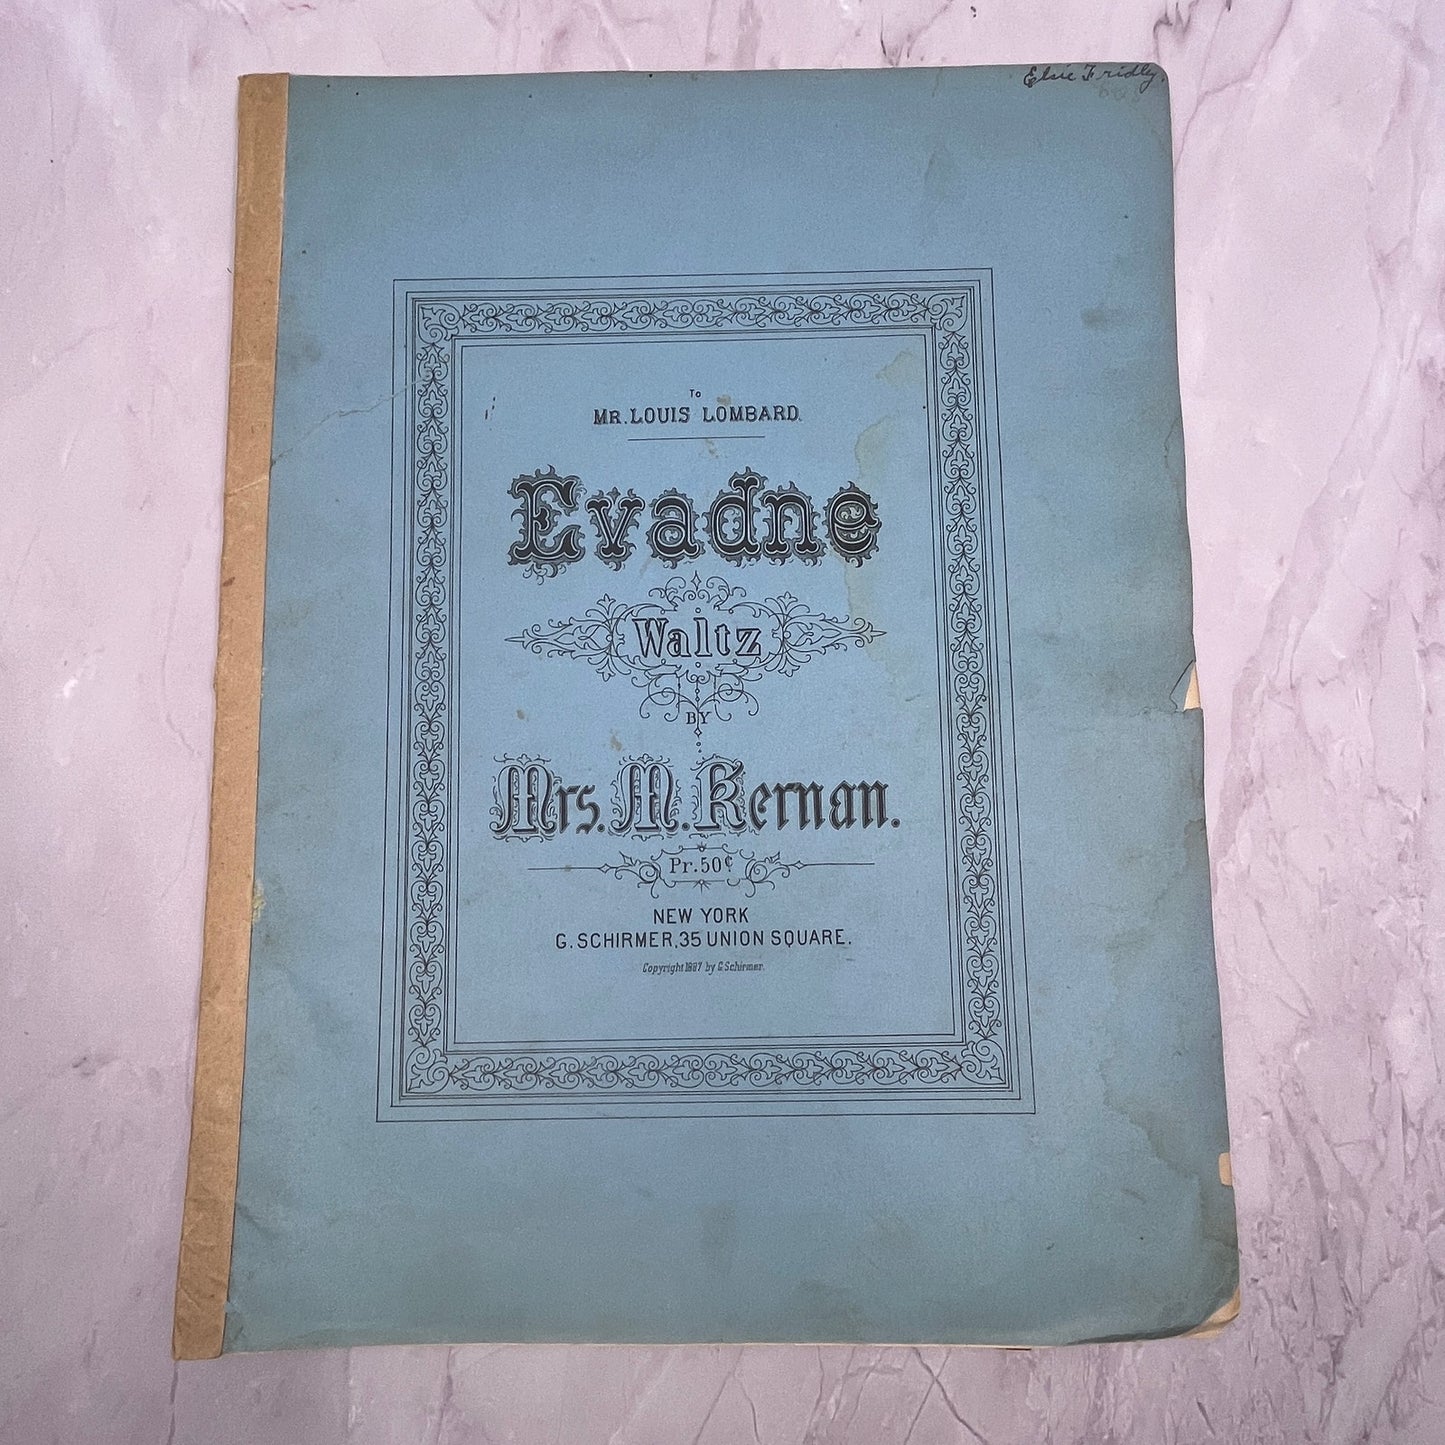 Elsie Fridly.
To
MR. LOUIS LOMBARD.
Evadne
Waltz
BY
Mrs. M. Kernan.
Pr. 50¢
NEW YORK
G. SCHIRMER, 35 UNION SQUARE.
Copyright 1887 by G. Schirmer.